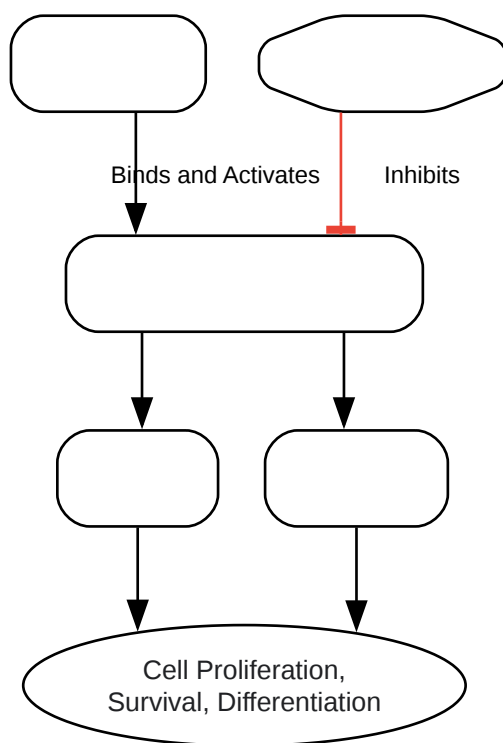 Binds and Activates
Inhibits
Cell Proliferation,
Survival, Differentiation